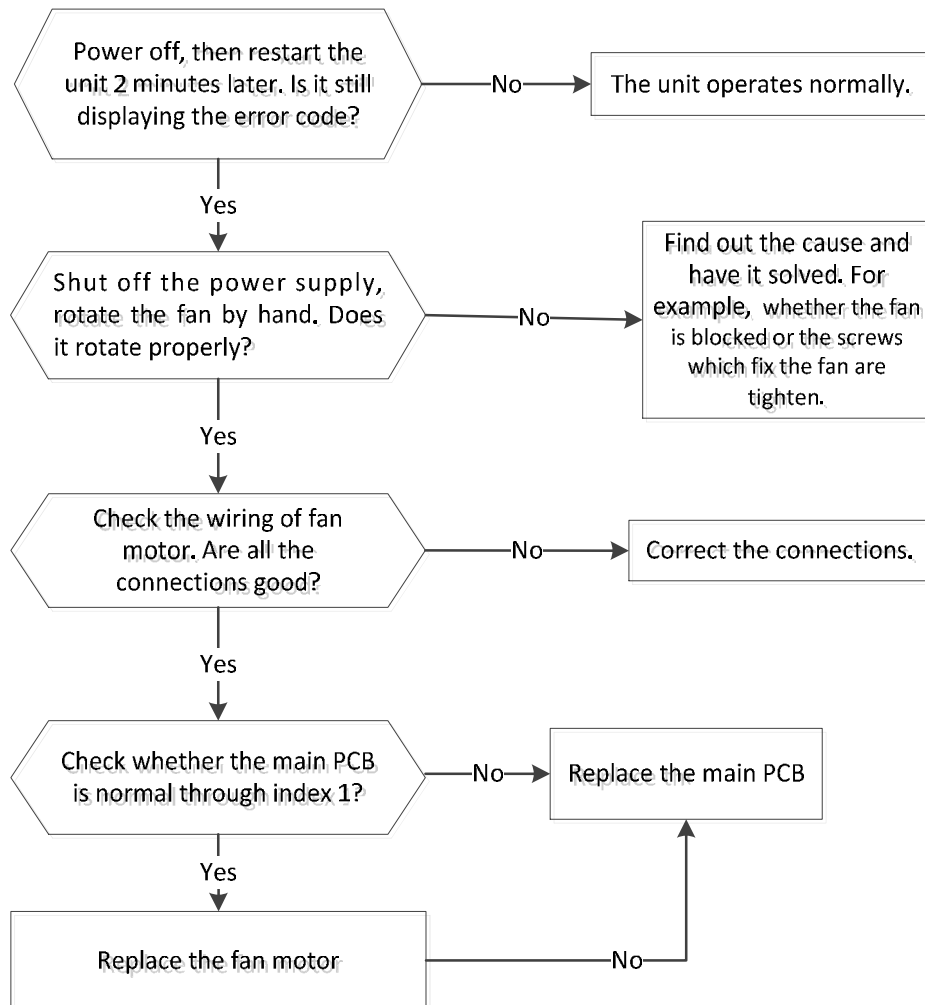 Power off, then restart the
unit 2 minutes later. Is it still
displaying the error code?
No
The unit operates normally.
Yes
Shut off the power supply,
rotate the fan by hand. Does
it rotate properly?
No
Find out the cause and
have it solved. For
example, whether the fan
is blocked or the screws
which fix the fan are
tighten.
Yes
Check the wiring of fan
motor. Are all the
connections good?
No
Correct the connections.
Yes
Check whether the main PCB
is normal through index 1?
No
Replace the main PCB
Yes
Replace the fan motor
No